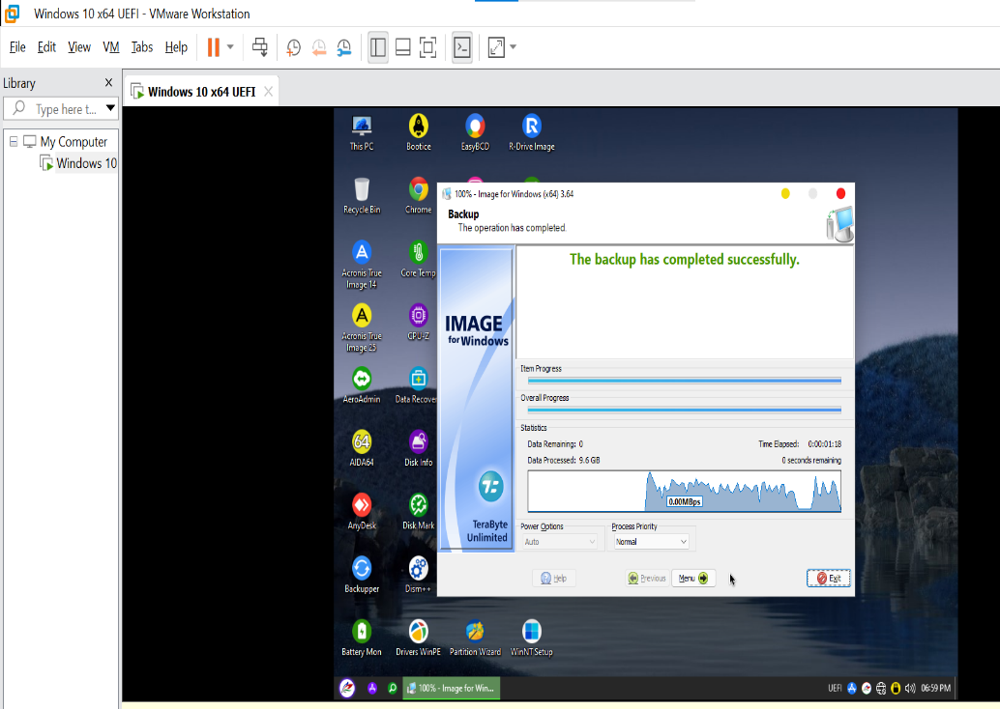 Windows 10 x64 UEFI - VMware Workstation
File Edit View VM Tabs Help
Library
Type here t...
My Computer
Windows 10
Windows 10 x64 UEFI
This PC
Bootice
EasyBCD
R-Drive Image
Recycle Bin
Chrome
Acronis True
Image 14
Core Temp
Acronis True
Image 25
CPU-Z
AeroAdmin
Data Recove
64
AIDA64
Disk Info
AnyDesk
Disk Mark
Backupper
Dism++
Battery Mon
Drivers WinPE
Partition Wizard
WinNT Setup
100% - Image for Windows (x64) 3.64
Backup
The operation has completed.
IMAGE
for Windows
TeraByte
Unlimited
The backup has completed successfully.
Item Progress
Overall Progress
Statistics
Data Remaining: 0
Time Elapsed: 0:00:01:18
Data Processed: 9.6 GB
0 seconds remaining
0.00MBps
Power Options
Process Priority
Auto
Normal
Help
Previous
Menu
Exit
100% - Image for Win...
UEFI
06:59 PM